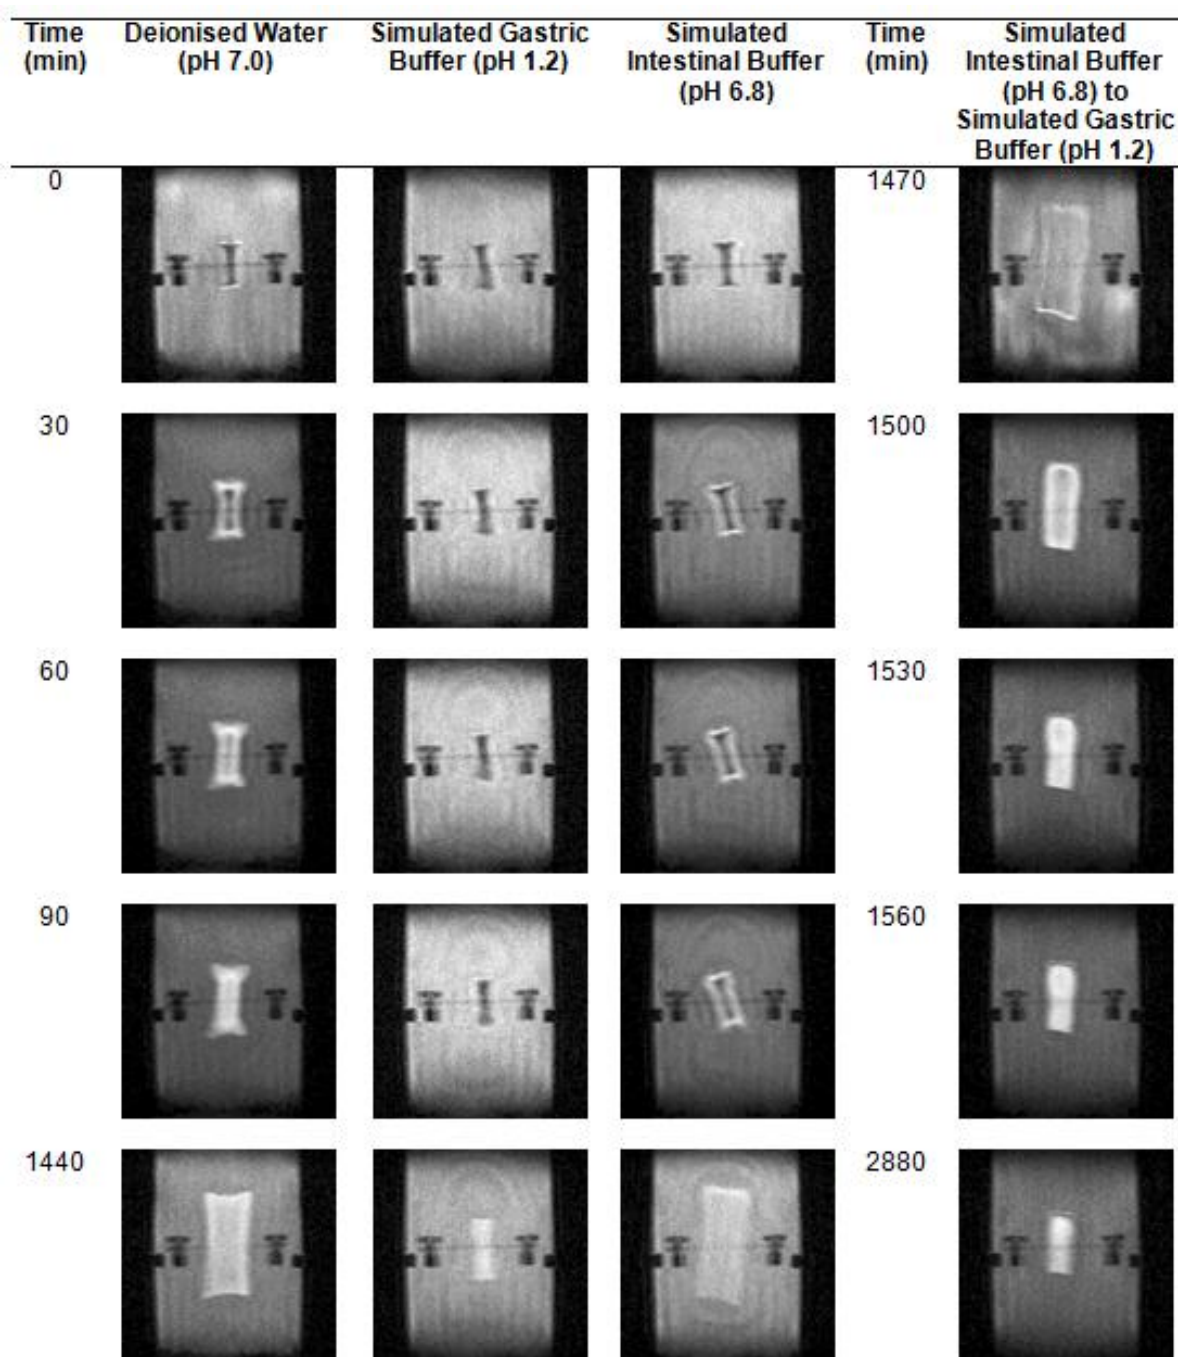 Time (min)
Deionised Water (pH 7.0)
Simulated Gastric Buffer (pH 1.2)
Simulated Intestinal Buffer (pH 6.8)
Time (min)
Simulated Intestinal Buffer (pH 6.8) to Simulated Gastric Buffer (pH 1.2)
0
1470
30
1500
60
1530
90
1560
1440
2880